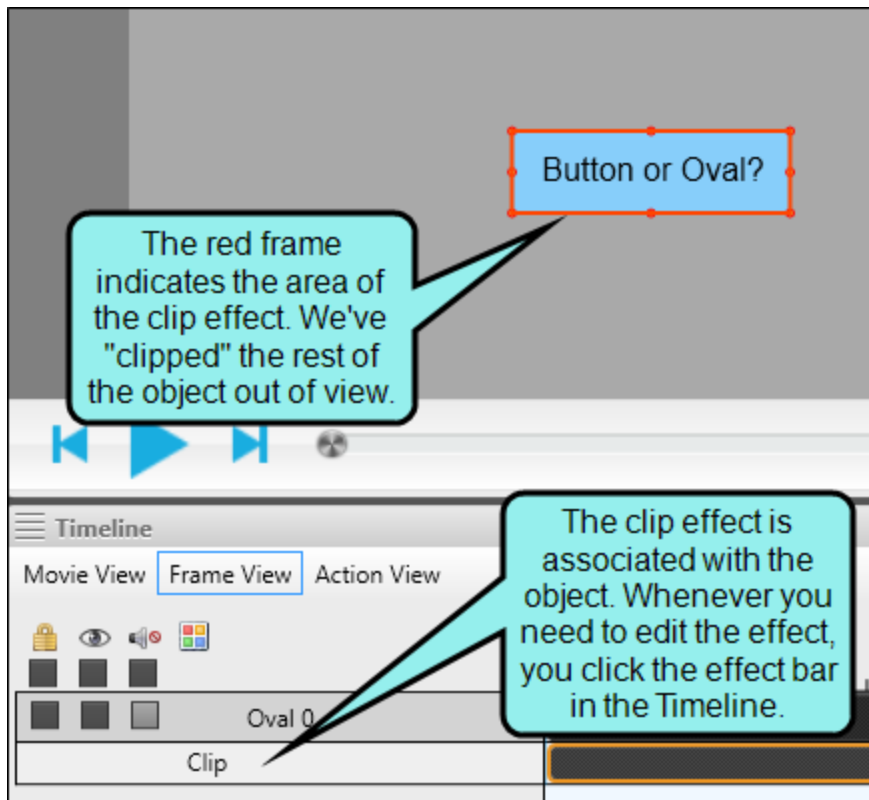 Button or Oval?
The red frame
indicates the area of
the clip effect. We've
"clipped" the rest of
the object out of view.
Timeline
Movie View Frame View Action View
The clip effect is
associated with the
object. Whenever you
need to edit the effect,
you click the effect bar
in the Timeline.
Oval 0
Clip